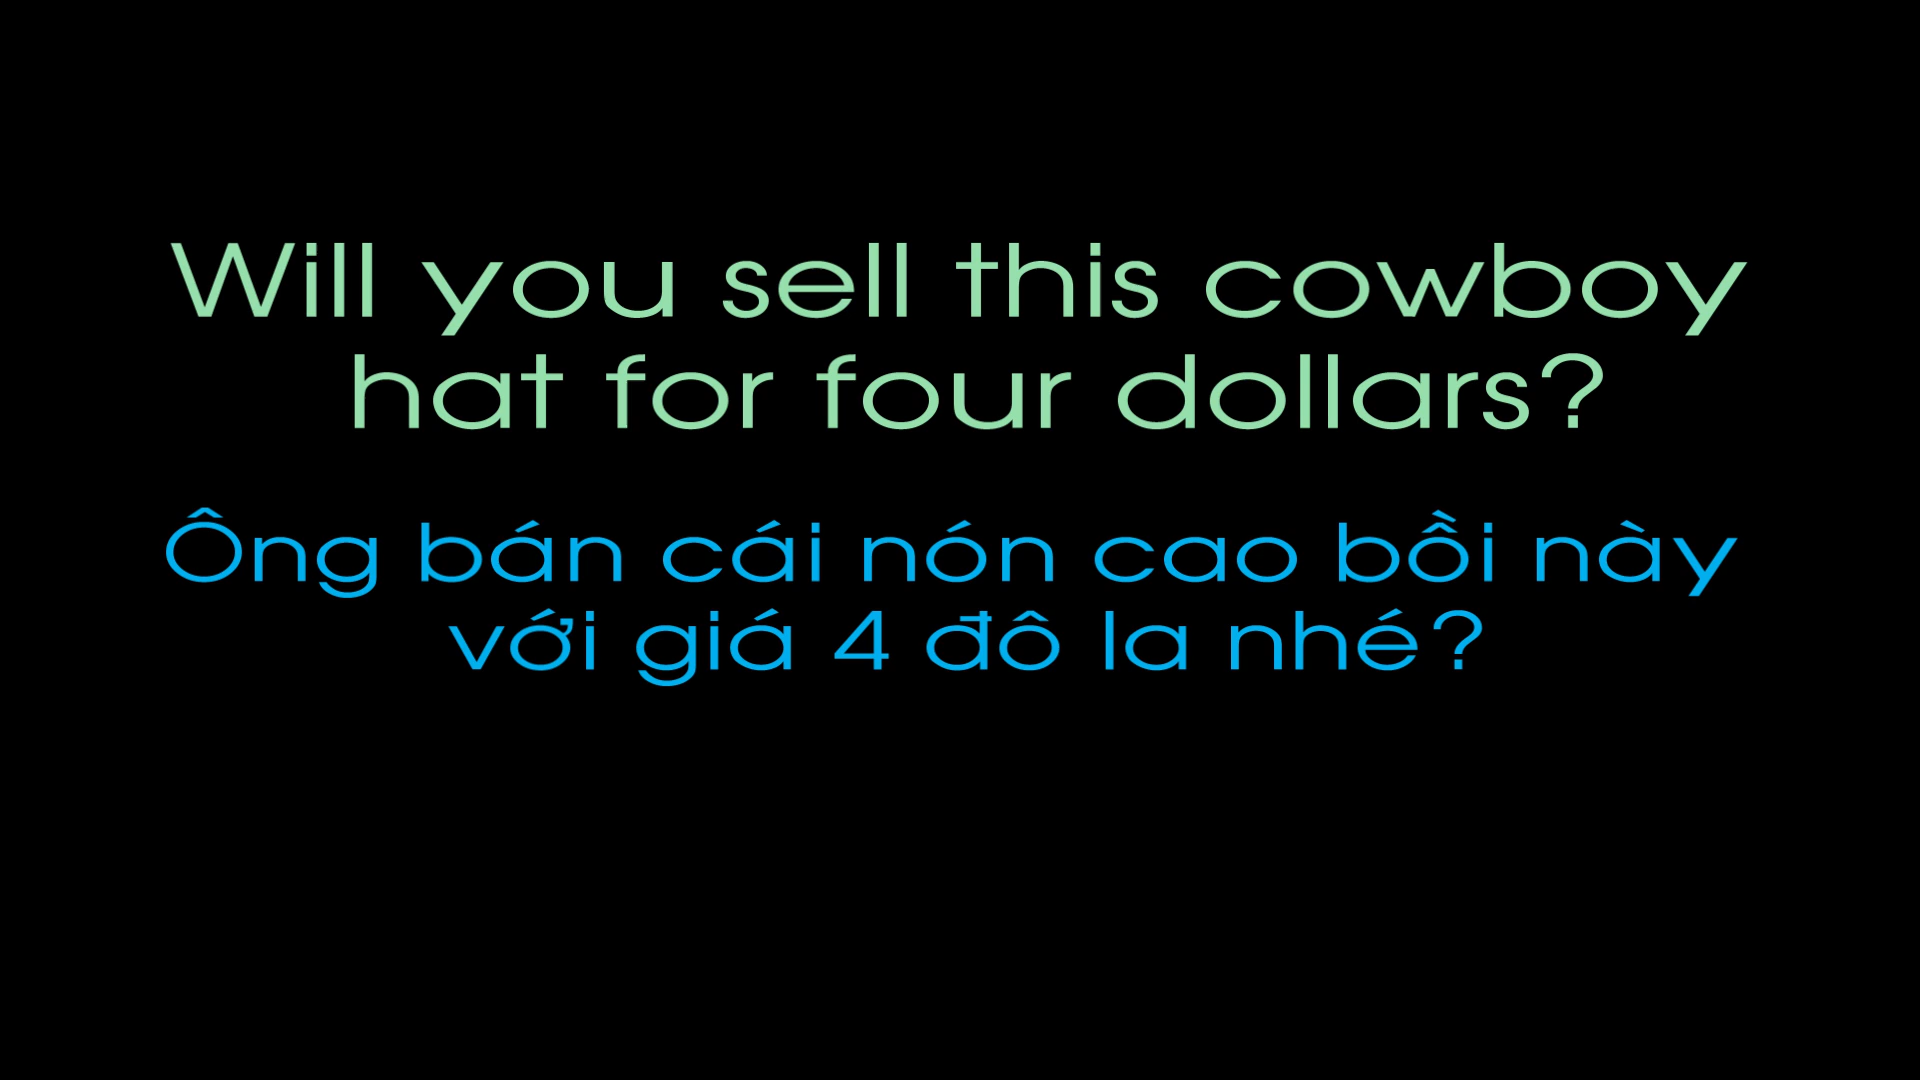 Will you sell this cowboy
hat for four dollars?
Ông bán cái nón cao bồi này
với giá 4 đô la nhé?